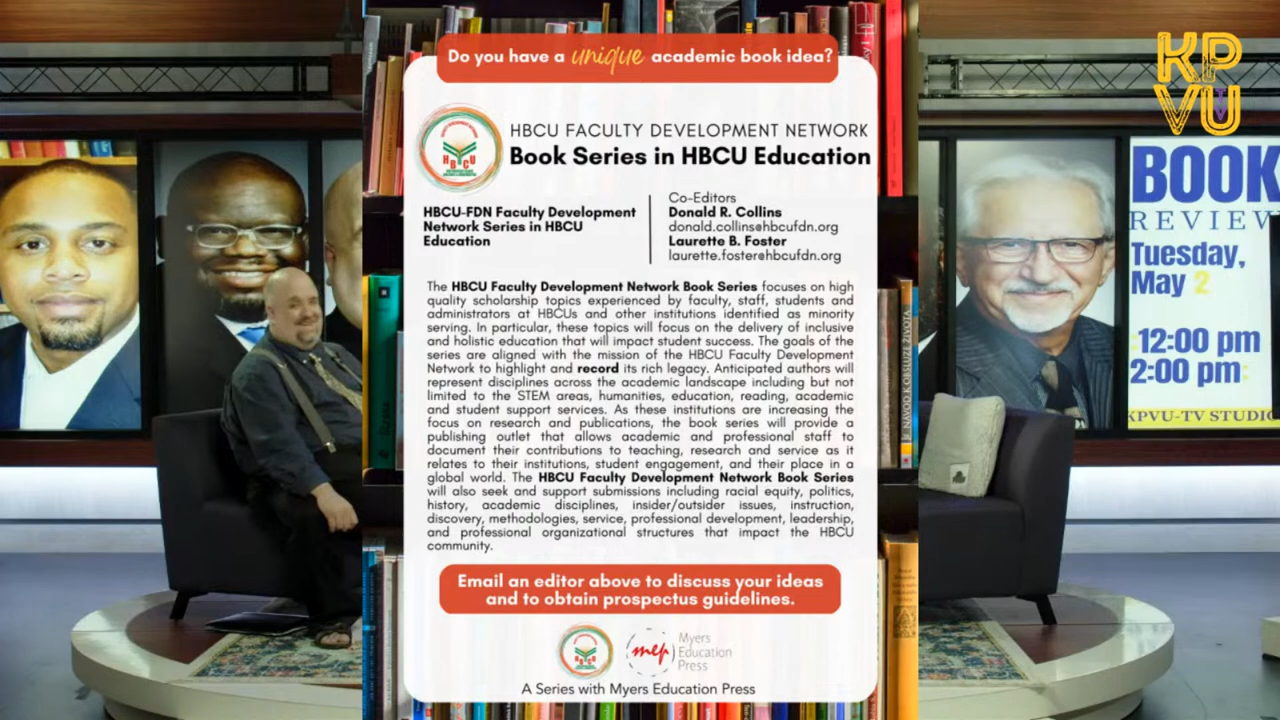 Do you have a unique academic book idea?
HBCU FACULTY DEVELOPMENT NETWORK
Book Series in HBCU Education
HBCU-FDN Faculty Development
Network Series in HBCU
Education
Co-Editors
Donald R. Collins
donald.collins@hbcufdn.org
Laurette B. Foster
laurette.foster@hbcufdn.org
The HBCU Faculty Development Network Book Series focuses on high
quality scholarship topics experienced by faculty, staff, students and
administrators at HBCUs and other institutions identified as minority
serving. In particular, these topics will focus on the delivery of inclusive
and holistic education that will impact student success. The goals of the
series are aligned with the mission of the HBCU Faculty Development
Network to highlight and record its rich legacy. Anticipated authors will
represent disciplines across the academic landscape including but not
limited to the STEM areas, humanities, education, reading, academic
and student support services. As these institutions are increasing the
focus on research and publications, the book series will provide a
publishing outlet that allows academic and professional staff to
document their contributions to teaching, research and service as it
relates to their institutions, student engagement, and their place in a
global world. The HBCU Faculty Development Network Book Series
will also seek and support submissions including racial equity, politics,
history, academic disciplines, insider/outsider issues, instruction,
discovery, methodologies, service, professional development, leadership,
and professional organizational structures that impact the HBCU
community.
Email an editor above to discuss your ideas
and to obtain prospectus guidelines.
HBCU
mep
Myers
Education
Press
A Series with Myers Education Press
KP
VU
TV
BOOK
REVIEW
Tuesday,
May 2
12:00 pm
2:00 pm
KPVU-TV STUDIO
NÁVOD K OBSLUZE ŽIVOTA